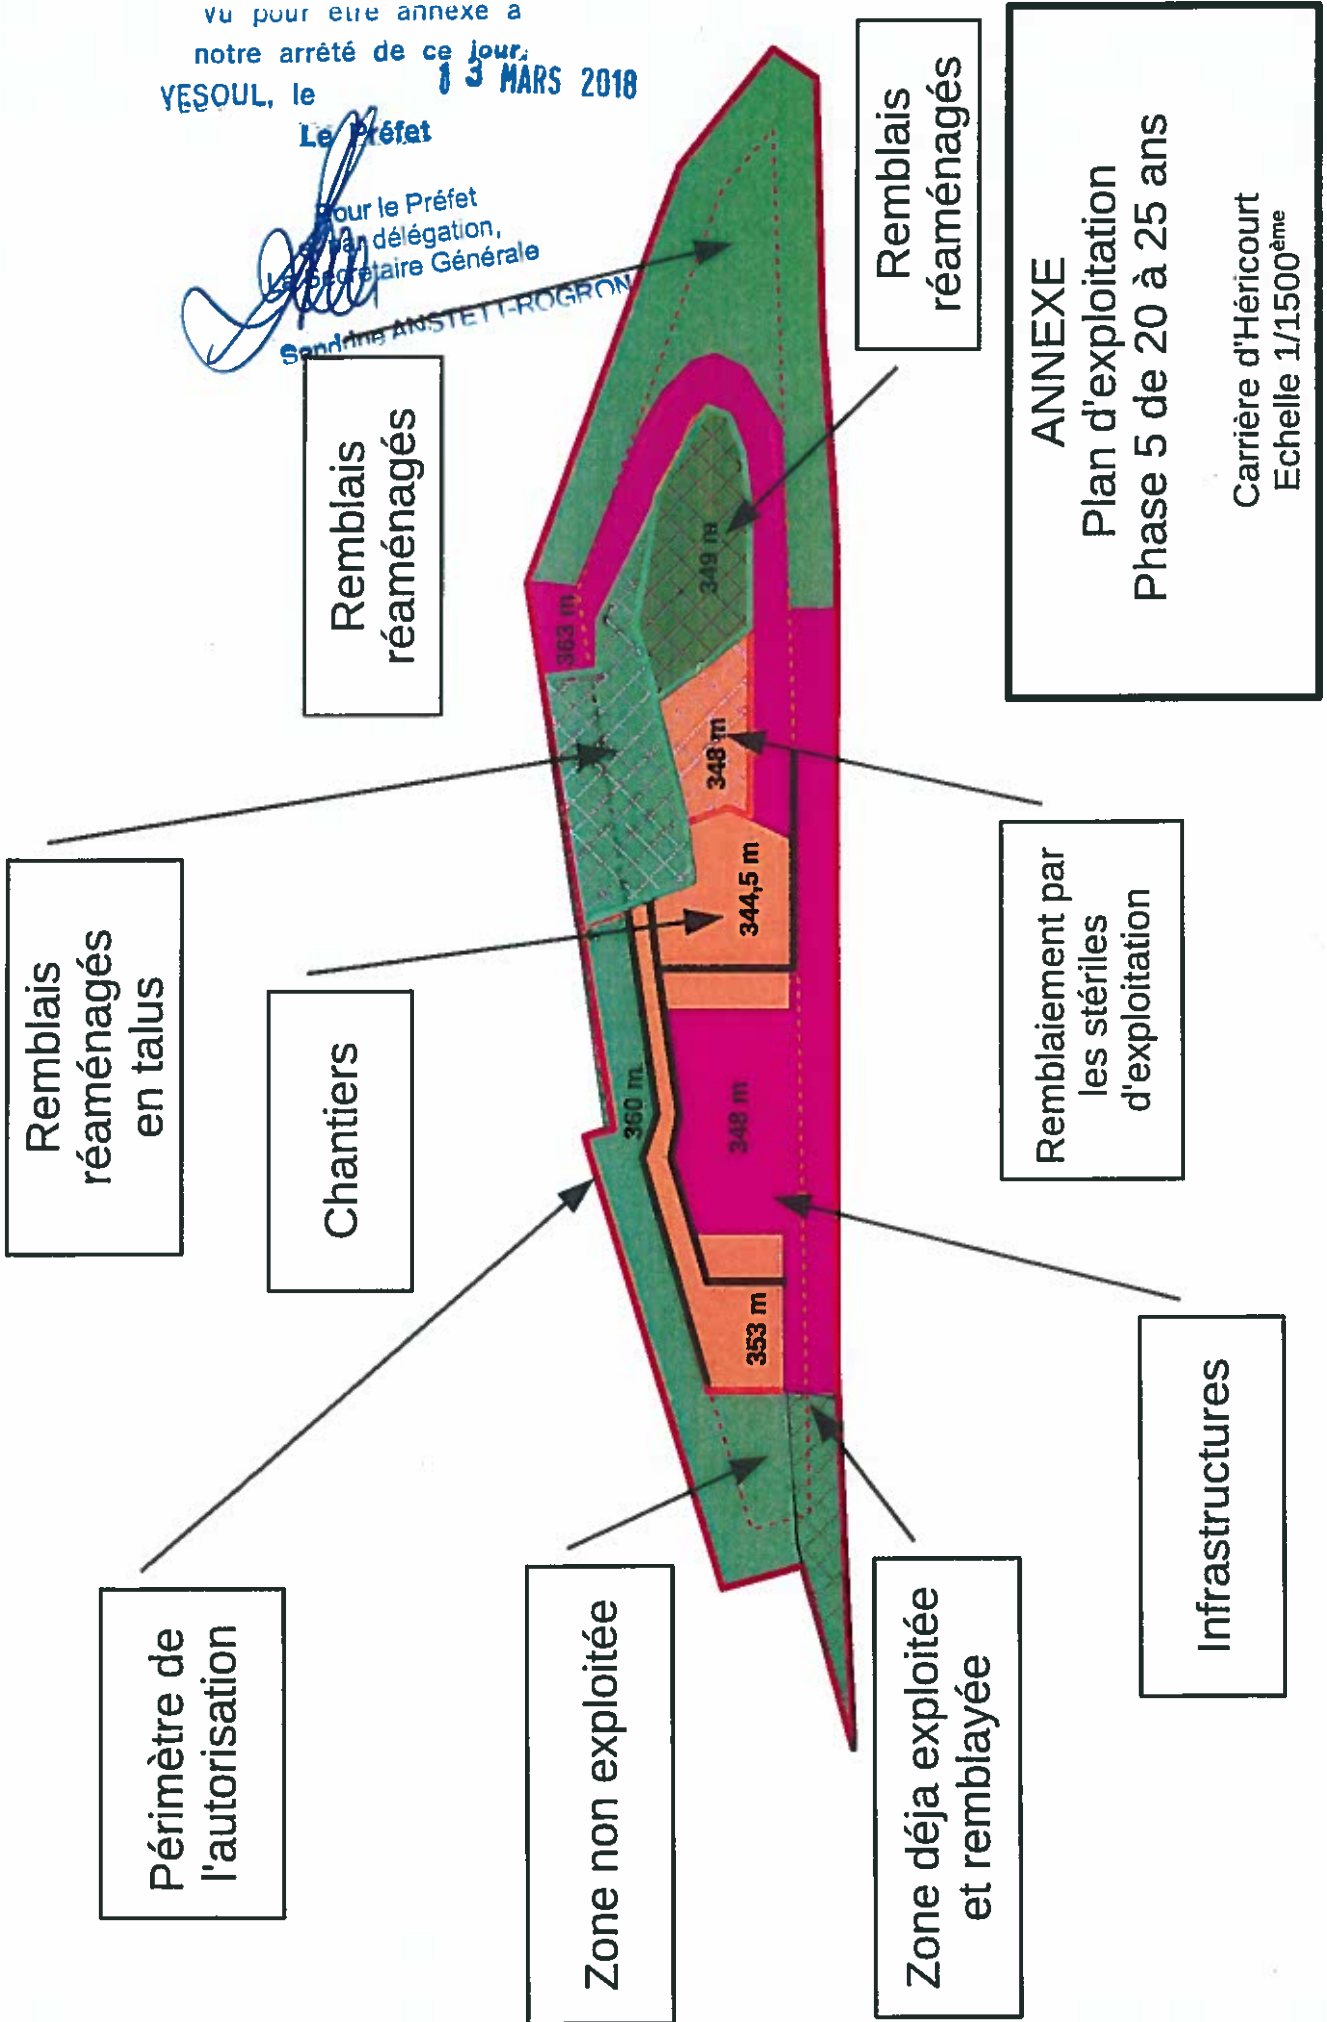 Vu pour être annexé à
notre arrêté de ce jour.
VESOUL, le
13 MARS 2018
Le Préfet
Pour le Préfet
et par délégation,
La Secrétaire Générale
Sandrine ANSTETT-ROGRON
Périmètre de
l'autorisation
Chantiers
Remblais
réaménagés
en talus
Remblais
réaménagés
Remblais
réaménagés
363 m
349 m
348 m
344,5 m
360 m
348 m
353 m
Zone non exploitée
Zone déja exploitée
et remblayée
Infrastructures
Remblaiement par
les stériles
d'exploitation
ANNEXE
Plan d'exploitation
Phase 5 de 20 à 25 ans
Carrière d'Héricourt
Echelle 1/1500ème